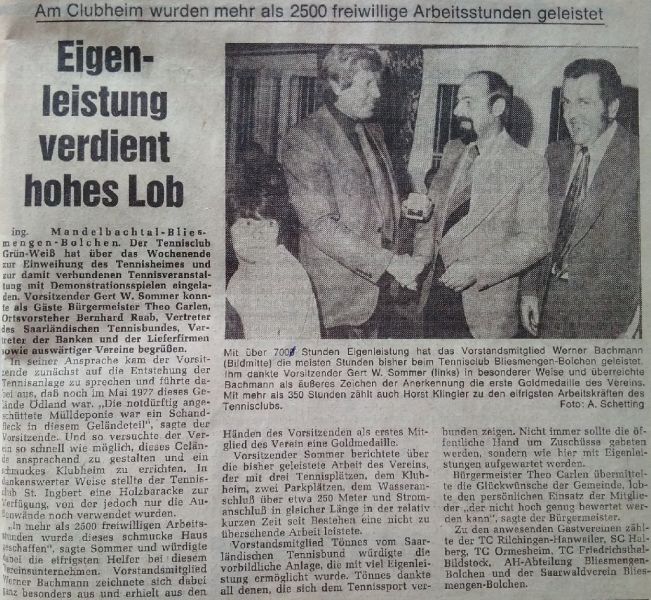 Am Clubheim wurden mehr als 2500 freiwillige Arbeitsstunden geleistet
Eigen-
leistung
verdient
hohes Lob
ing. Mandelbachtal-Blies-
mengen-Bolchen. Der Tennisclub
Grün-Weiß hat über das Wochenende
zur Einweihung des Tennisheimes und
zur damit verbundenen Tennisveranstal-
tung mit Demonstrationsspielen eingela-
den. Vorsitzender Gert W. Sommer konn-
te als Gäste Bürgermeister Theo Carlen,
Ortsvorsteher Bernhard Raab, Vertreter
des Saarländischen Tennisbundes, Ver-
treter der Banken und der Lieferfirmen
sowie auswärtiger Vereine begrüßen.
In seiner Ansprache kam der Vorsit-
zende zunächst auf die Entstehung der
Tennisanlage zu sprechen und führte da-
bei aus, daß noch im Mai 1977 dieses Ge-
lände Ödland war. „Die notdürftig ange-
schüttete Mülldeponie war ein Schand-
fleck in diesem Geländeteil", sagte der
Vorsitzende. Und so versuchte der Ver-
ein so schnell wie möglich, dieses Gelän-
de ansprechend zu gestalten und ein
schmuckes Klubheim zu errichten. In
dankenswerter Weise stellte der Tennis-
club St. Ingbert eine Holzbaracke zur
Verfügung, von der jedoch nur die Au-
ßenwände noch verwendet wurden.
„In mehr als 2500 freiwilligen Arbeits-
stunden wurde dieses schmucke Haus
geschaffen", sagte Sommer und würdigte
dabei die eifrigsten Helfer bei diesem
Vereinsunternehmen. Vorstandsmitglied
Werner Bachmann zeichnete sich dabei
ganz besonders aus und erhielt aus den
Mit über 700 Stunden Eigenleistung hat das Vorstandsmitglied Werner Bachmann
(Bildmitte) die meisten Stunden bisher beim Tennisclub Bliesmengen-Bolchen geleistet.
Ihm dankte Vorsitzender Gert W. Sommer (links) in besonderer Weise und überreichte
Bachmann als äußeres Zeichen der Anerkennung die erste Goldmedaille des Vereins.
Mit mehr als 350 Stunden zählt auch Horst Klingler zu den eifrigsten Arbeitskräften des
Tennisclubs.
Foto: A. Schetting
Händen des Vorsitzenden als erstes Mit-
glied des Verein eine Goldmedaille.
Vorsitzender Sommer berichtete über
die bisher geleistete Arbeit des Vereins,
der mit drei Tennisplätzen, dem Klub-
heim, zwei Parkplätzen, dem Wasseran-
schluß über etwa 250 Meter und Strom-
anschluß in gleicher Länge in der relativ
kurzen Zeit seit Bestehen eine nicht zu
übersehende Arbeit leistete.
Vorstandsmitglied Tönnes vom Saar-
ländischen Tennisbund würdigte die
vorbildliche Anlage, die mit viel Eigenlei-
stung ermöglicht wurde. Tönnes dankte
all denen, die sich dem Tennissport ver-
bunden zeigen. Nicht immer sollte die öf-
fentliche Hand um Zuschüsse gebeten
werden, sondern wie hier mit Eigenlei-
stungen aufgewartet werden.
Bürgermeister Theo Carlen übermittel-
te die Glückwünsche der Gemeinde, lob-
te den persönlichen Einsatz der Mitglie-
der „der nicht hoch genug bewertet wer-
den kann", sagte der Bürgermeister.
Zu den anwesenden Gastvereinen zähl-
te der TC Rilchingen-Hanweiler, SC Hal-
berg, TC Ormesheim, TC Friedrichsthal-
Bildstock, AH-Abteilung Bliesmengen-
Bolchen und der Saarwaldverein Blies-
mengen-Bolchen.